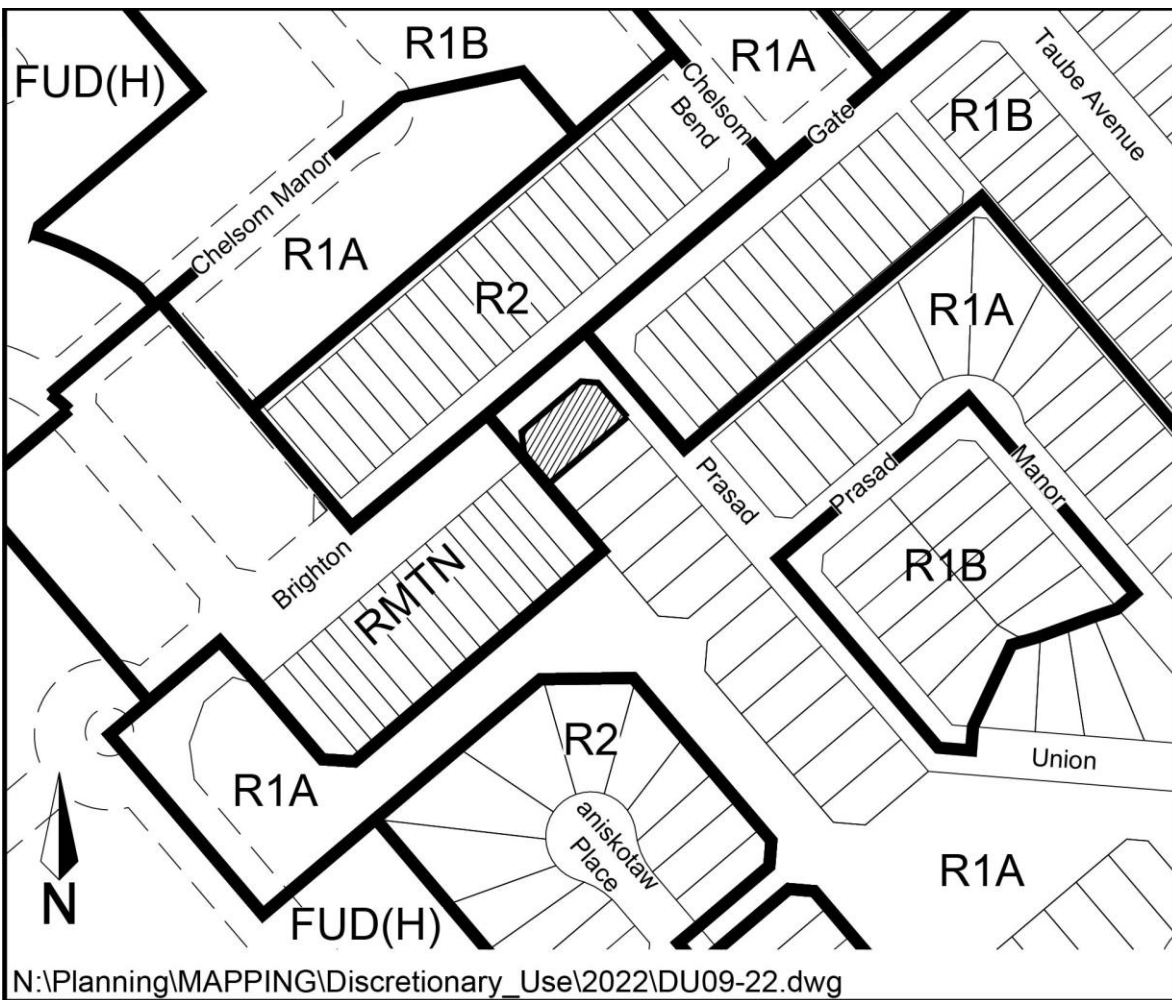 FUD(H)
R1B
R1A
Taube Avenue
Chelsom
Bend
Gate
R1B
Chelsom Manor
R1A
R2
R1A
Prasad
Prasad
Manor
Brighton
RMTN
R1B
R2
Union
R1A
aniskotaw
Place
R1A
N
FUD(H)
N:\Planning\MAPPING\Discretionary_Use\2022\DU09-22.dwg